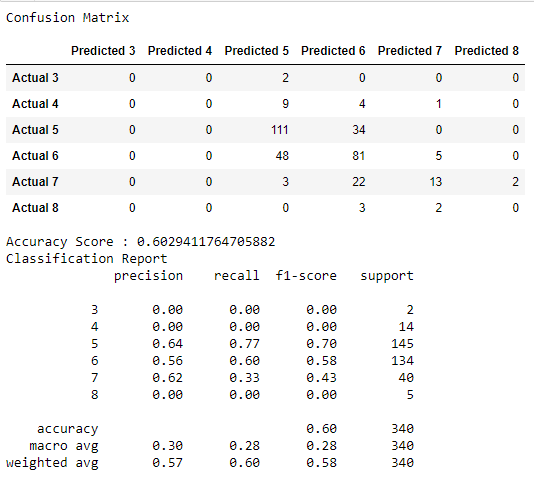 Confusion Matrix
Predicted 3 Predicted 4 Predicted 5 Predicted 6 Predicted 7 Predicted 8
Actual 3 0 0 2 0 0 0
Actual 4 0 0 9 4 1 0
Actual 5 0 0 111 34 0 0
Actual 6 0 0 48 81 5 0
Actual 7 0 0 3 22 13 2
Actual 8 0 0 0 3 2 0
Accuracy Score : 0.6029411764705882
Classification Report
precision recall f1-score support
3 0.00 0.00 0.00 2
4 0.00 0.00 0.00 14
5 0.64 0.77 0.70 145
6 0.56 0.60 0.58 134
7 0.62 0.33 0.43 40
8 0.00 0.00 0.00 5
accuracy 0.60 340
macro avg 0.30 0.28 0.28 340
weighted avg 0.57 0.60 0.58 340